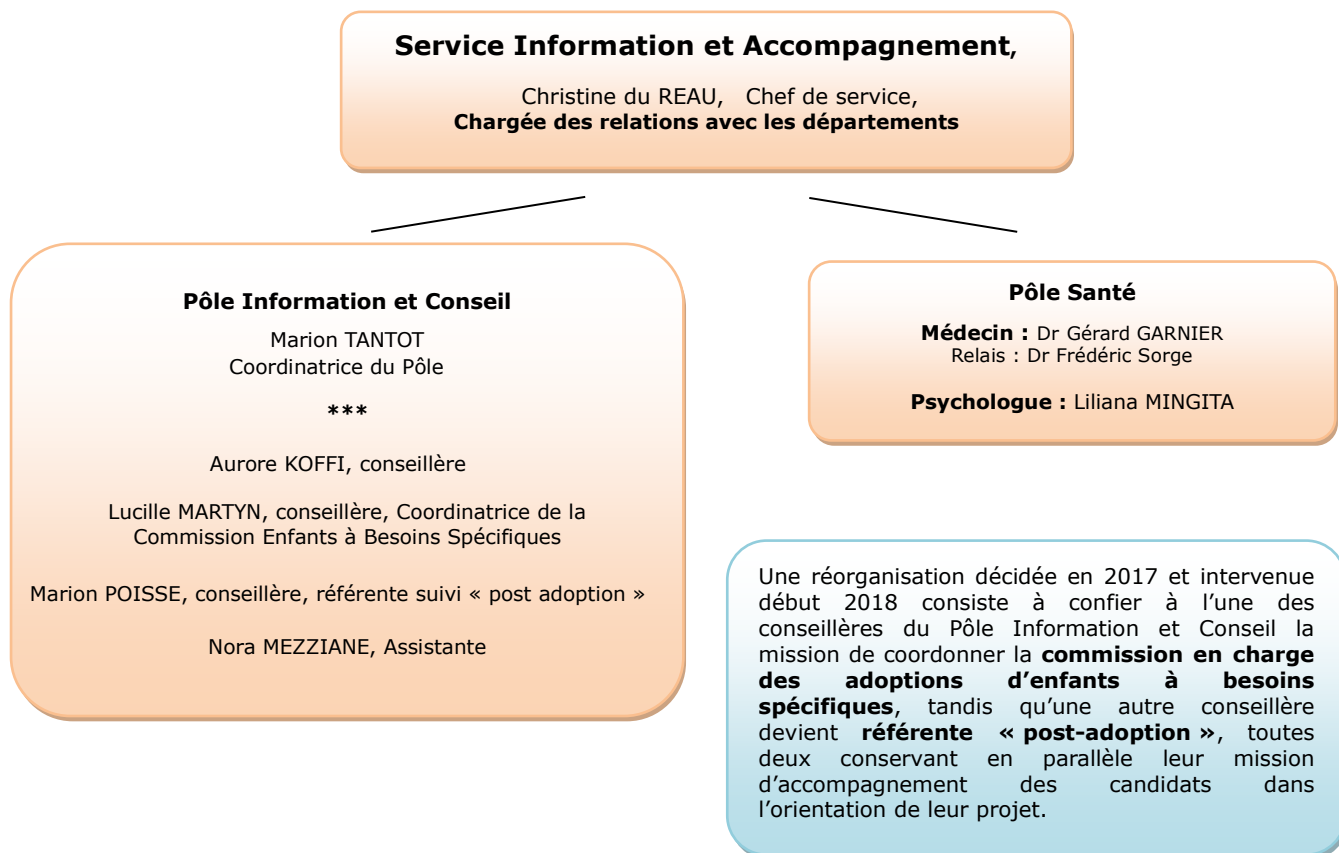 Service Information et Accompagnement,
Christine du REAU, Chef de service,
Chargée des relations avec les départements
Pôle Information et Conseil
Marion TANTOT
Coordinatrice du Pôle
***
Aurore KOFFI, conseillère
Lucille MARTYN, conseillère, Coordinatrice de la
Commission Enfants à Besoins Spécifiques
Marion POISSE, conseillère, référente suivi « post adoption »
Nora MEZZIANE, Assistante
Pôle Santé
Médecin : Dr Gérard GARNIER
Relais : Dr Frédéric Sorge
Psychologue : Liliana MINGITA
Une réorganisation décidée en 2017 et intervenue
début 2018 consiste à confier à l’une des
conseillères du Pôle Information et Conseil la
mission de coordonner la commission en charge
des adoptions d’enfants à besoins
spécifiques, tandis qu’une autre conseillère
devient référente « post-adoption », toutes
deux conservant en parallèle leur mission
d’accompagnement des candidats dans
l’orientation de leur projet.